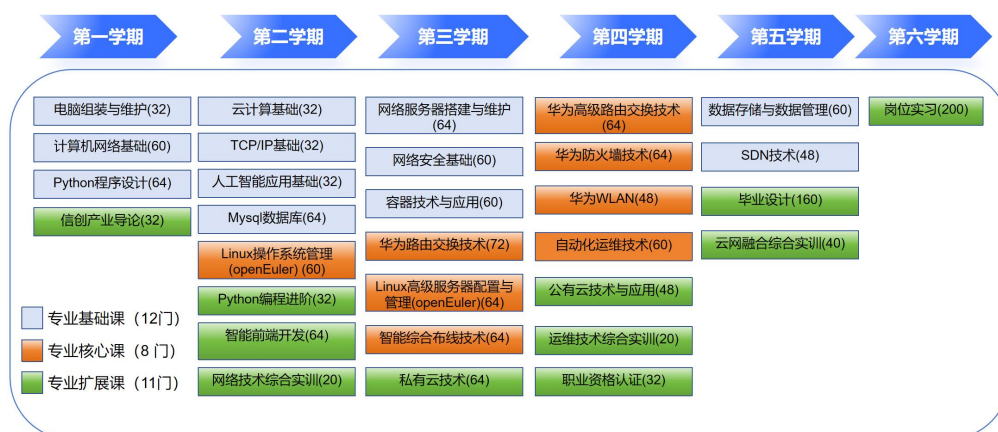 第一学期
第二学期
第三学期
第四学期
第五学期
第六学期
电脑组装与维护(32)
计算机网络基础(60)
Python程序设计(64)
信创产业导论(32)
云计算基础(32)
TCP/IP基础(32)
人工智能应用基础(32)
Mysql数据库(64)
Linux操作系统管理
(openEuler) (60)
Python编程进阶(32)
智能前端开发(64)
网络技术综合实训(20)
网络服务器搭建与维护
(64)
网络安全基础(60)
容器技术与应用(60)
华为路由交换技术(72)
Linux高级服务器配置与
管理(openEuler)(64)
智能综合布线技术(64)
私有云技术(64)
华为高级路由交换技术
(64)
华为防火墙技术(64)
华为WLAN(48)
自动化运维技术(60)
公有云技术与应用(48)
运维技术综合实训(20)
职业资格认证(32)
数据存储与数据管理(60)
SDN技术(48)
毕业设计(160)
云网融合综合实训(40)
岗位实习(200)
专业基础课（12门）
专业核心课（8 门）
专业扩展课（11门）